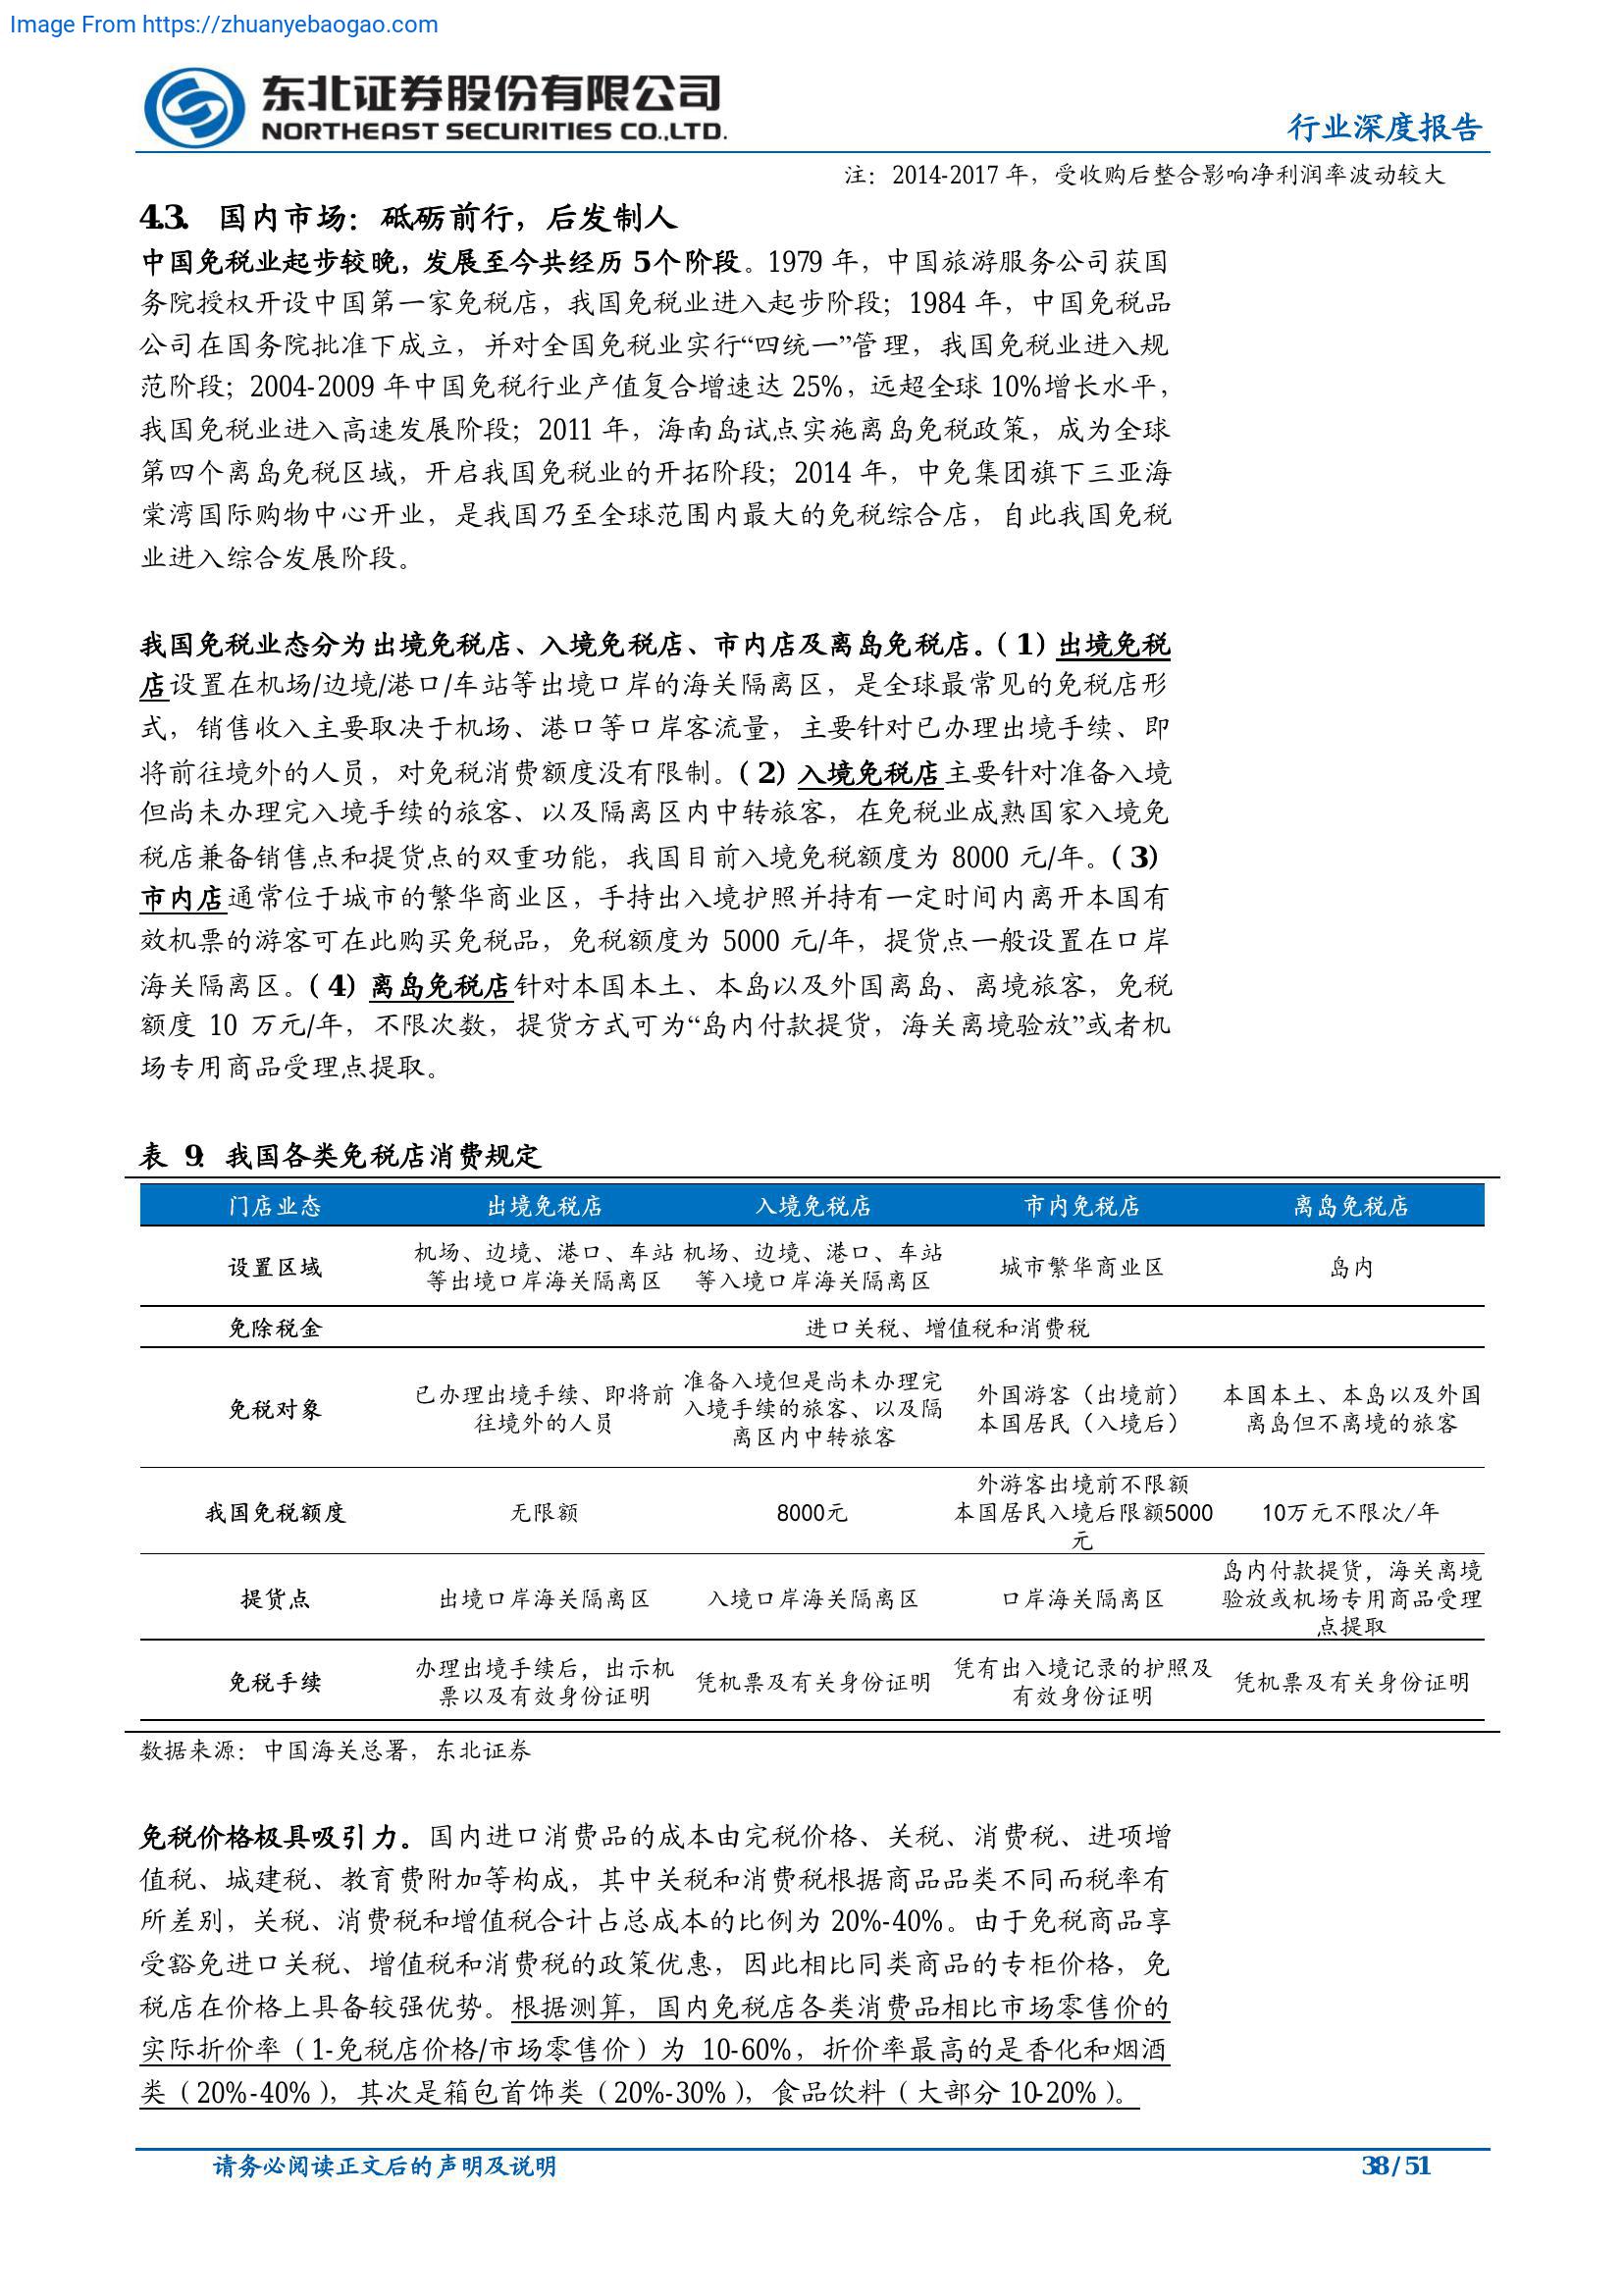 Image From https://zhuanyebaogao.com
东北证券股份有限公司
NORTHEAST SECURITIES CO.,LTD.
行业深度报告
注：2014-2017 年，受收购后整合影响净利润率波动较大
4.3. 国内市场：砥砺前行，后发制人
中国免税业起步较晚，发展至今共经历 5个阶段。1979 年，中国旅游服务公司获国
务院授权开设中国第一家免税店，我国免税业进入起步阶段；1984 年，中国免税品
公司在国务院批准下成立，并对全国免税业实行“四统一”管理，我国免税业进入规
范阶段；2004-2009 年中国免税行业产值复合增速达 25%，远超全球 10%增长水平，
我国免税业进入高速发展阶段；2011 年，海南岛试点实施离岛免税政策，成为全球
第四个离岛免税区域，开启我国免税业的开拓阶段；2014 年，中免集团旗下三亚海
棠湾国际购物中心开业，是我国乃至全球范围内最大的免税综合店，自此我国免税
业进入综合发展阶段。
我国免税业态分为出境免税店、入境免税店、市内店及离岛免税店。（1）出境免税
店设置在机场/边境/港口/车站等出境口岸的海关隔离区，是全球最常见的免税店形
式，销售收入主要取决于机场、港口等口岸客流量，主要针对已办理出境手续、即
将前往境外的人员，对免税消费额度没有限制。（2）入境免税店主要针对准备入境
但尚未办理完入境手续的旅客、以及隔离区内中转旅客，在免税业成熟国家入境免
税店兼备销售点和提货点的双重功能，我国目前入境免税额度为 8000 元/年。（3）
市内店通常位于城市的繁华商业区，手持出入境护照并持有一定时间内离开本国有
效机票的游客可在此购买免税品，免税额度为 5000 元/年，提货点一般设置在口岸
海关隔离区。（4）离岛免税店针对本国本土、本岛以及外国离岛、离境旅客，免税
额度 10 万元/年，不限次数，提货方式可为“岛内付款提货，海关离境验放”或者机
场专用商品受理点提取。
表 9: 我国各类免税店消费规定
门店业态 出境免税店 入境免税店 市内免税店 离岛免税店
设置区域 机场、边境、港口、车站等出境口岸海关隔离区 机场、边境、港口、车站等入境口岸海关隔离区 城市繁华商业区 岛内
免除税金 进口关税、增值税和消费税
免税对象 已办理出境手续、即将前往境外的人员 准备入境但是尚未办理完入境手续的旅客、以及隔离区内中转旅客 外国游客（出境前）本国居民（入境后） 本国本土、本岛以及外国离岛但不离境的旅客
我国免税额度 无限额 8000元 外游客出境前不限额 本国居民入境后限额5000元 10万元不限次/年
提货点 出境口岸海关隔离区 入境口岸海关隔离区 口岸海关隔离区 岛内付款提货，海关离境验放或机场专用商品受理点提取
免税手续 办理出境手续后，出示机票以及有效身份证明 凭机票及有关身份证明 凭有出入境记录的护照及有效身份证明 凭机票及有关身份证明
数据来源：中国海关总署，东北证券
免税价格极具吸引力。国内进口消费品的成本由完税价格、关税、消费税、进项增
值税、城建税、教育费附加等构成，其中关税和消费税根据商品品类不同而税率有
所差别，关税、消费税和增值税合计占总成本的比例为 20%-40%。由于免税商品享
受豁免进口关税、增值税和消费税的政策优惠，因此相比同类商品的专柜价格，免
税店在价格上具备较强优势。根据测算，国内免税店各类消费品相比市场零售价的
实际折价率（1-免税店价格/市场零售价）为 10-60%，折价率最高的是香化和烟酒
类（20%-40%），其次是箱包首饰类（20%-30%），食品饮料（大部分 10-20%）。
请务必阅读正文后的声明及说明
38 / 51